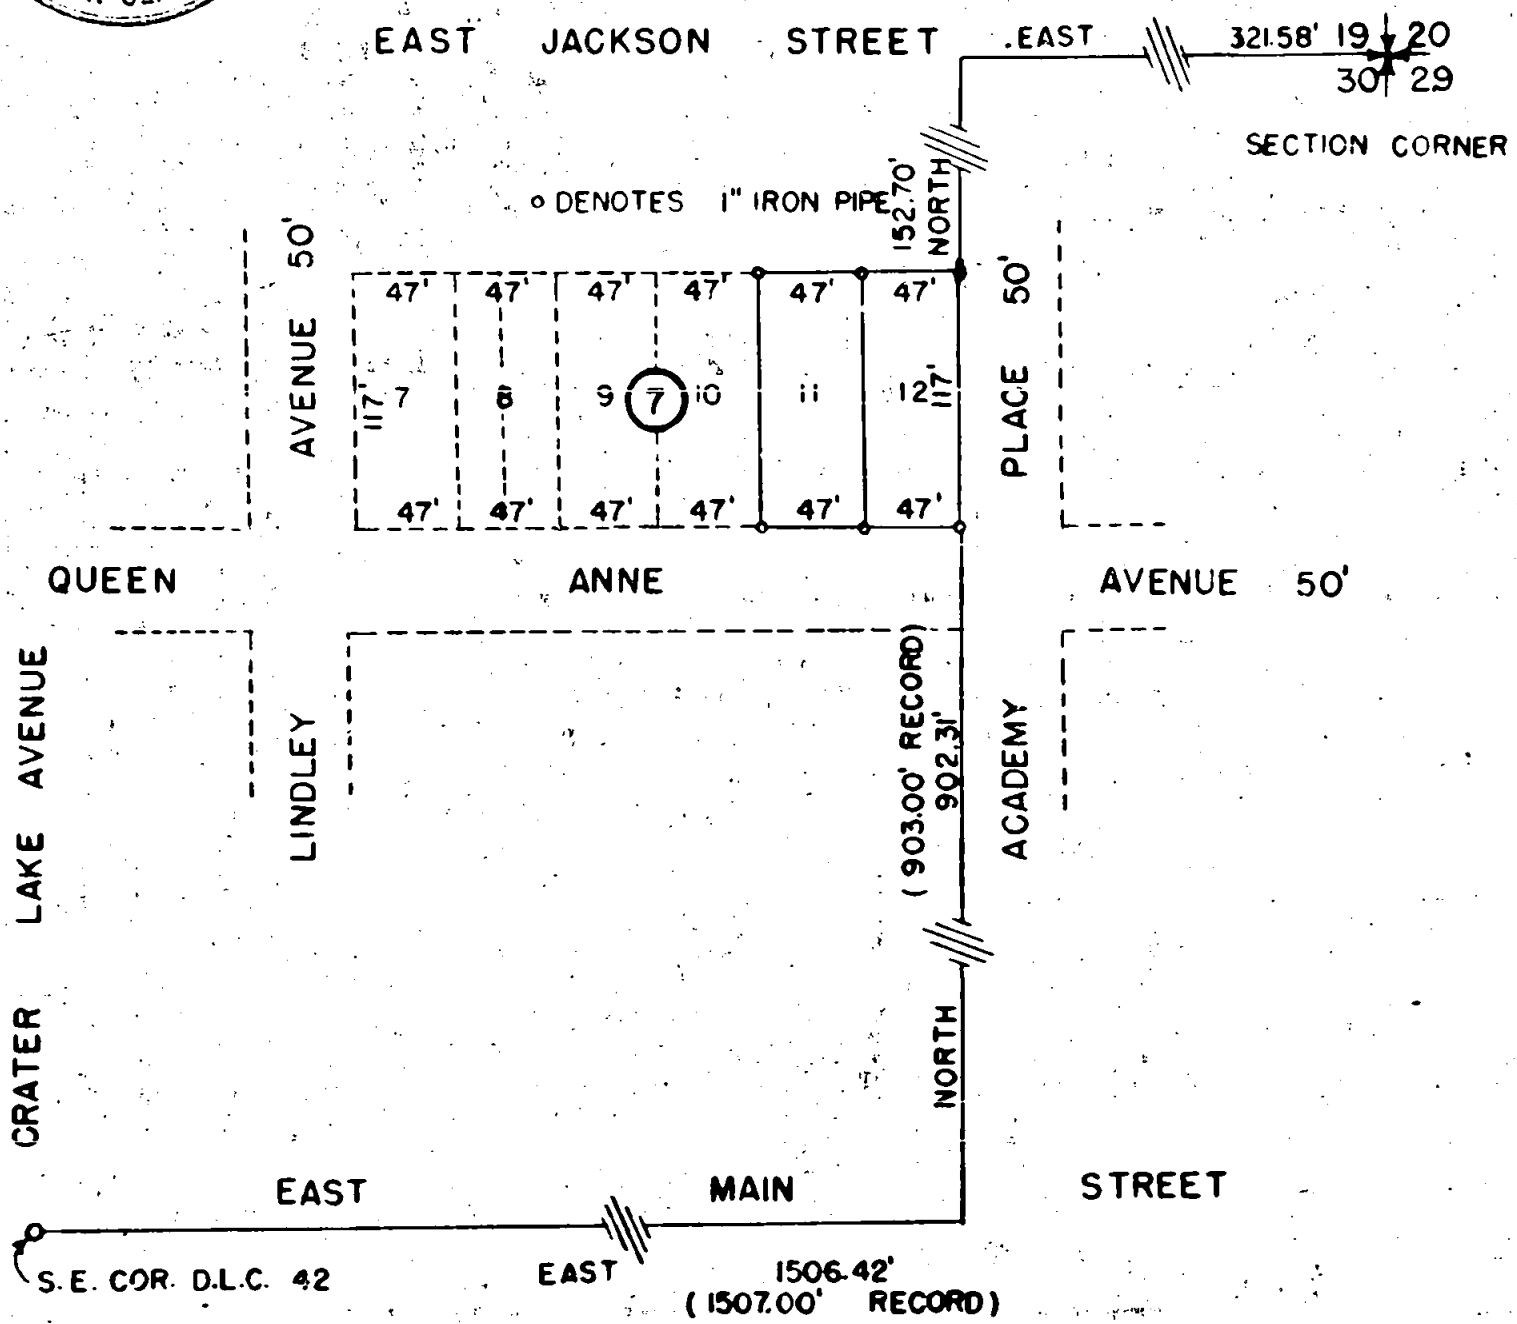 EAST JACKSON STREET
EAST
321.58'
19 20
30 29
SECTION CORNER
o DENOTES 1" IRON PIPE
152.70'
NORTH
AVENUE 50'
PLACE 50'
47' 47' 47' 47' 47' 47'
117' 7 8 9 7 10 11 12 117'
47' 47' 47' 47' 47' 47'
QUEEN ANNE AVENUE 50'
CRATER LAKE AVENUE
LINDLEY
(903.00' RECORD)
902.31'
ACADEMY
NORTH
EAST MAIN STREET
S.E. COR. D.L.C. 42
EAST 1506.42'
(1507.00' RECORD)